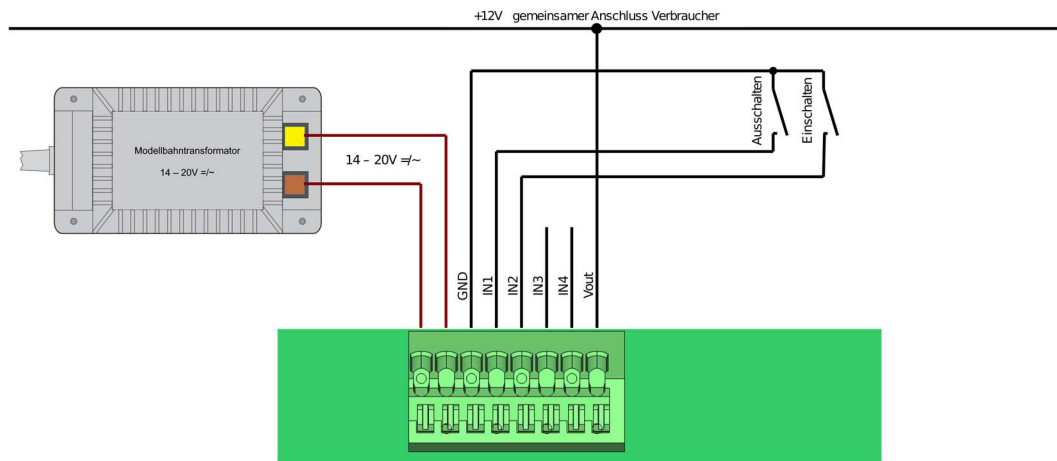 +12V gemeinsamer Anschluss Verbraucher
Ausschalten
Einschalten
Modellbahntransformator
14 – 20V =/~
14 – 20V =/~
GND
IN1
IN2
IN3
IN4
Vout